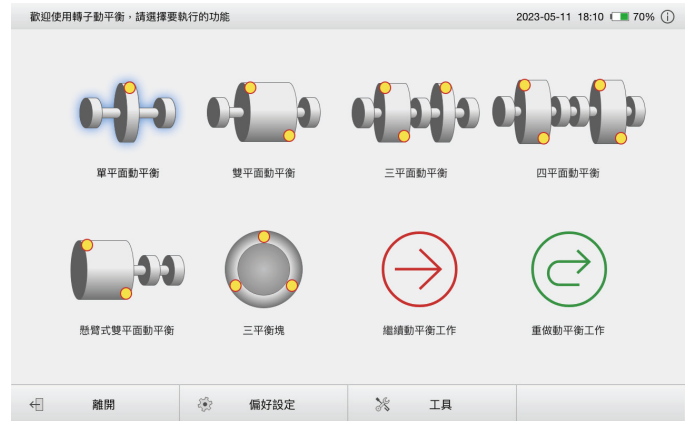 歡迎使用轉子動平衡，請選擇要執行的功能
2023-05-11 18:10 70%
單平面動平衡
雙平面動平衡
三平面動平衡
四平面動平衡
懸臂式雙平面動平衡
三平衡塊
繼續動平衡工作
重做動平衡工作
離開
偏好設定
工具